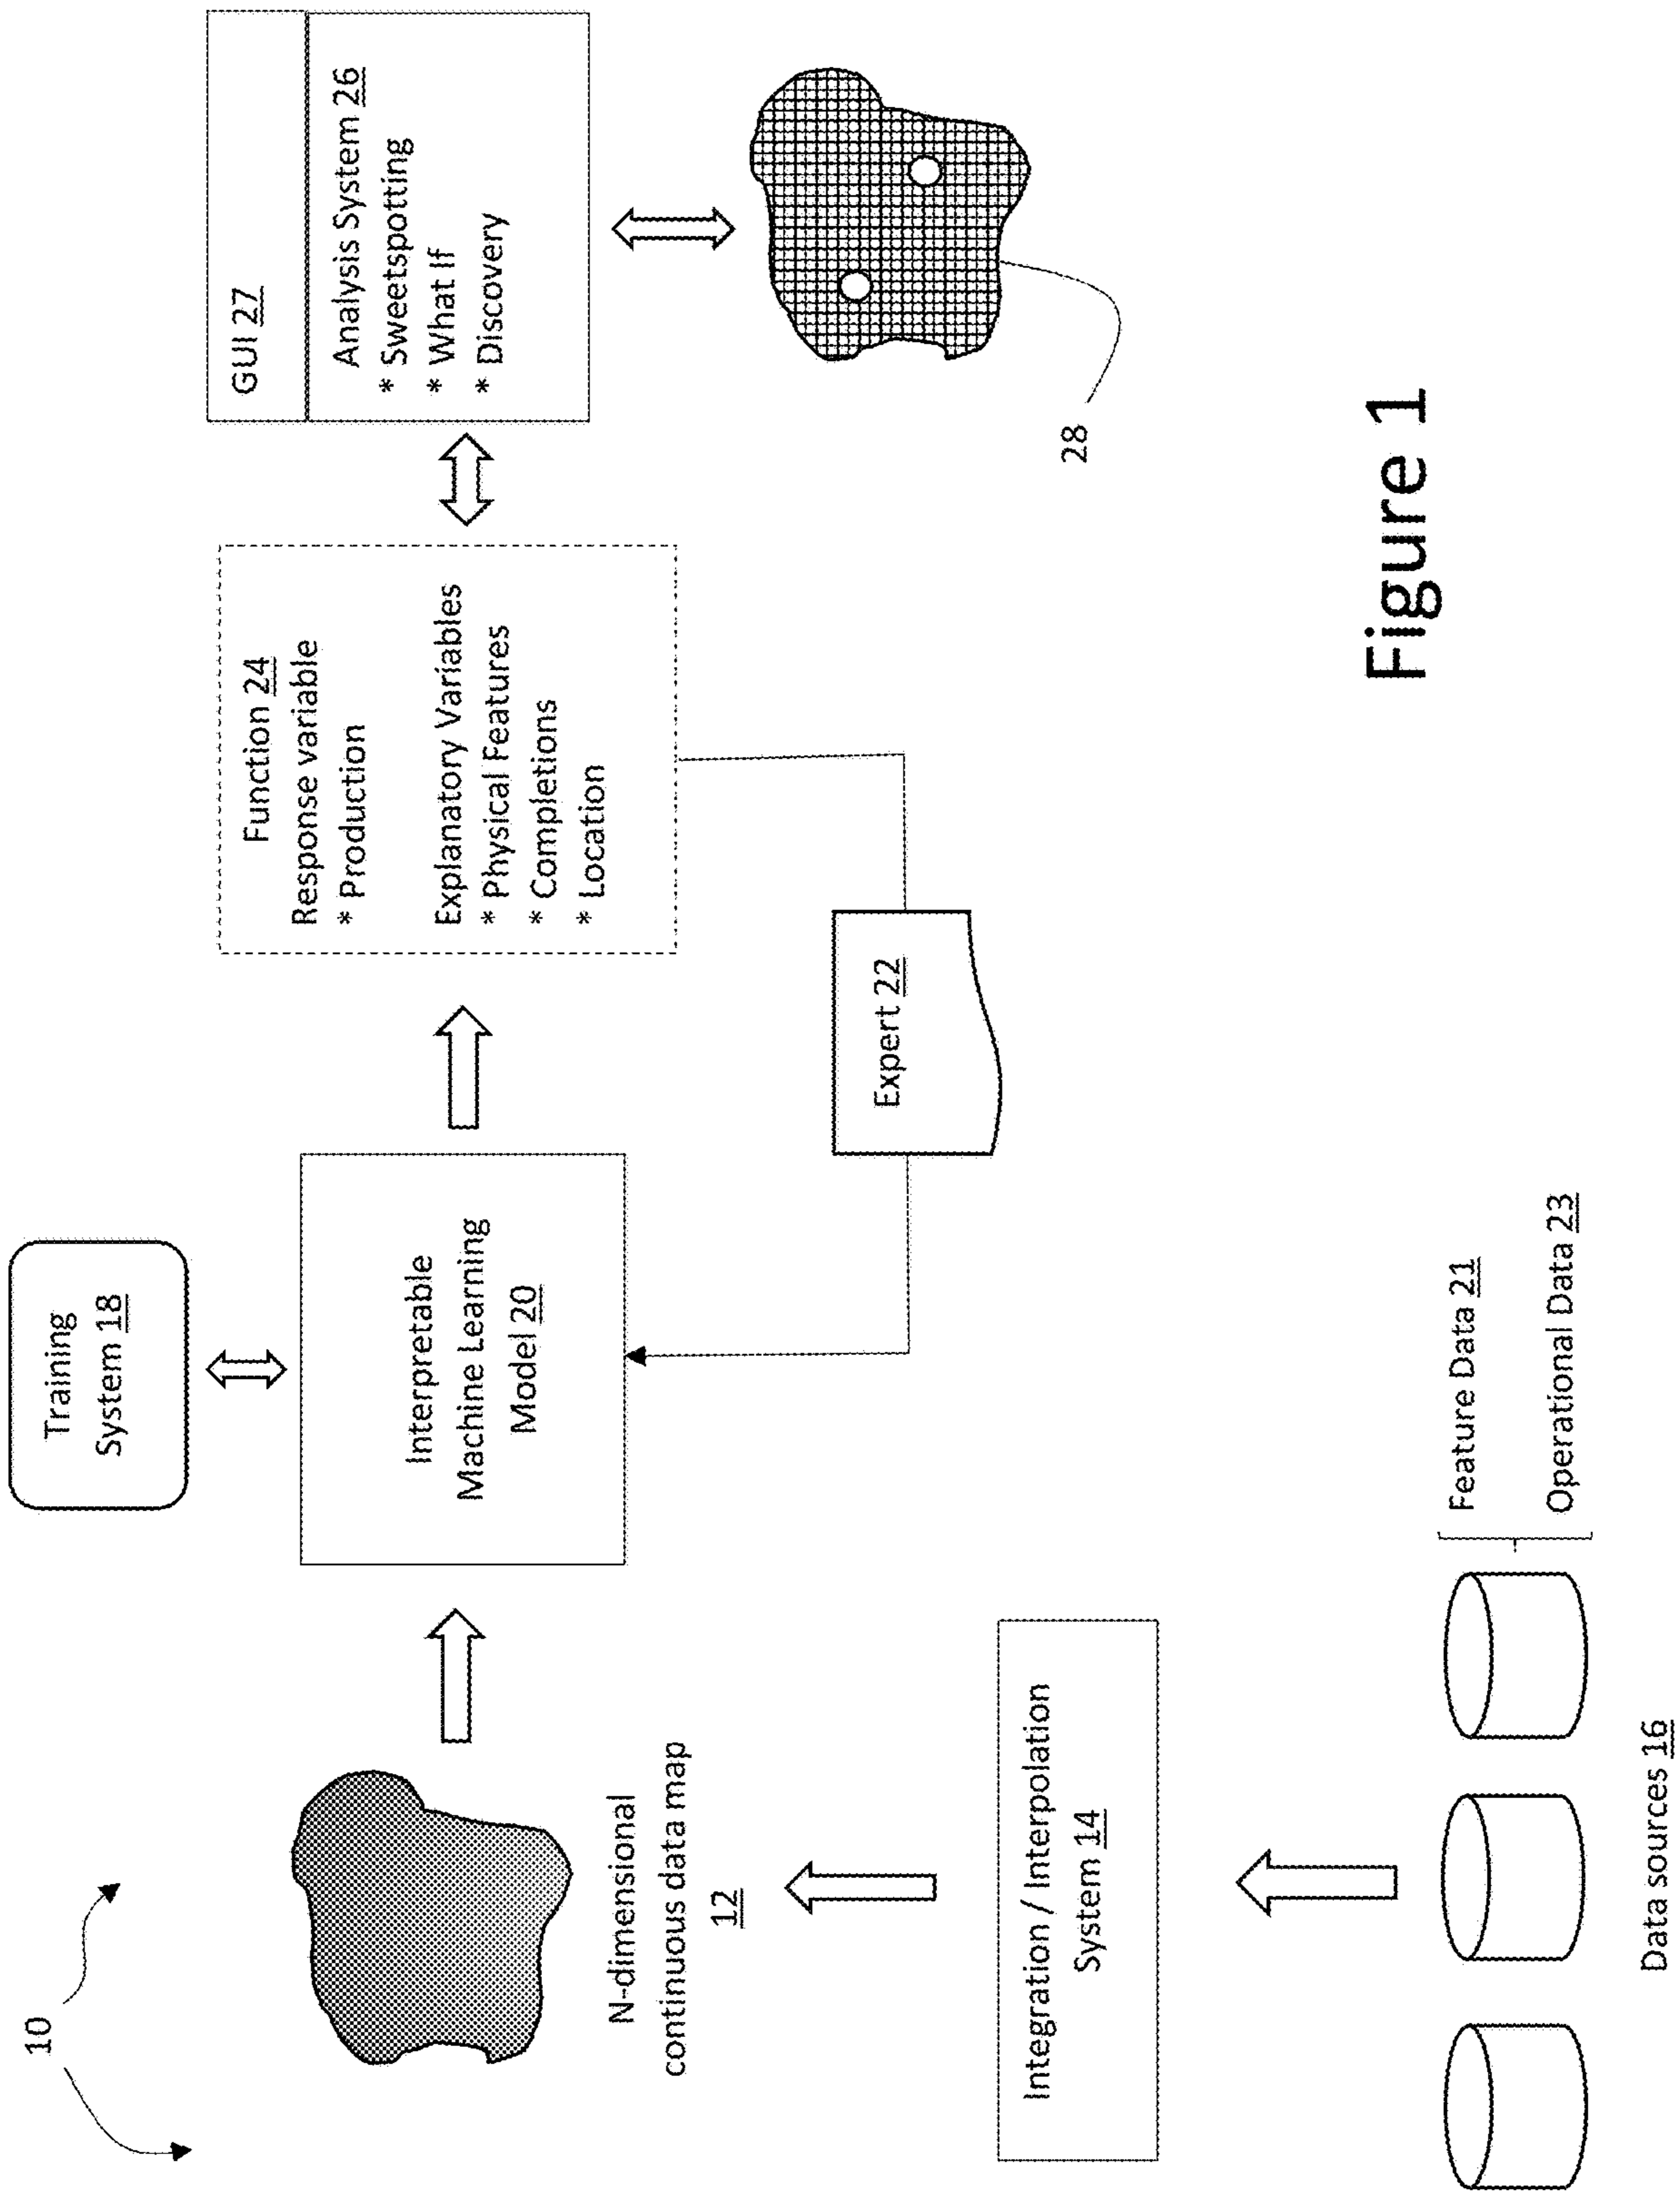 10
Training
System 18
GUI 27
Analysis System 26
* Sweetspotting
* What If
* Discovery
Function 24
Response variable
* Production
Explanatory Variables
* Physical Features
* Completions
* Location
Interpretable
Machine Learning
Model 20
N-dimensional
continuous data map
12
Expert 22
28
Integration / Interpolation
System 14
Feature Data 21
Operational Data 23
Data sources 16
Figure 1